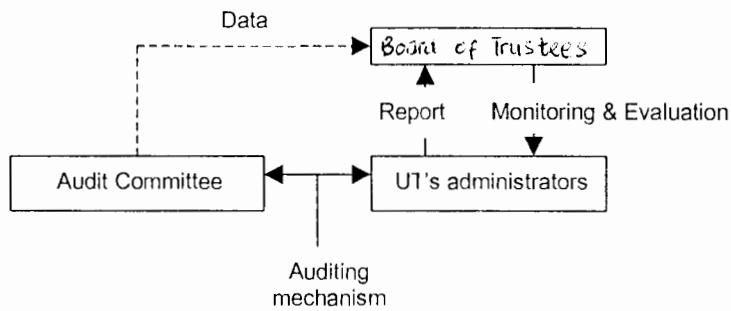 Data
Board of Trustees
Report
Monitoring & Evaluation
Audit Committee
UT's administrators
Auditing
mechanism